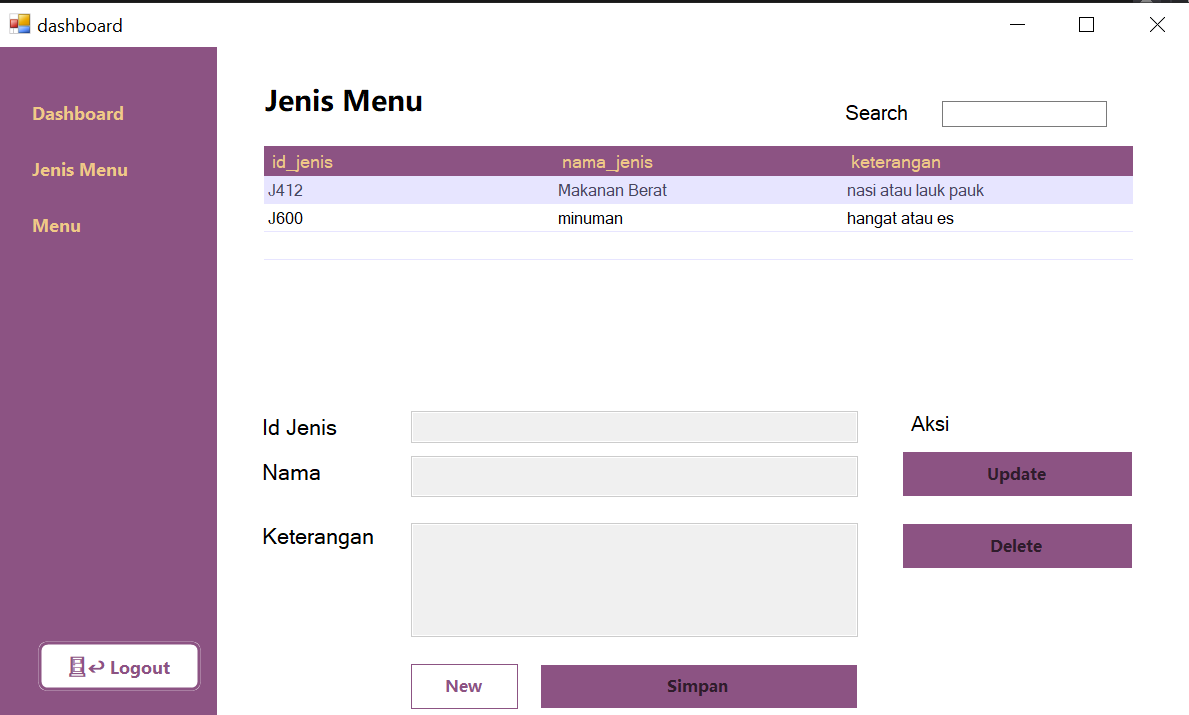 dashboard
Dashboard
Jenis Menu
Menu
Logout
Jenis Menu
Search
id_jenis nama_jenis keterangan
J412 Makanan Berat nasi atau lauk pauk
J600 minuman hangat atau es
Id Jenis
Nama
Keterangan
Aksi
Update
Delete
New Simpan